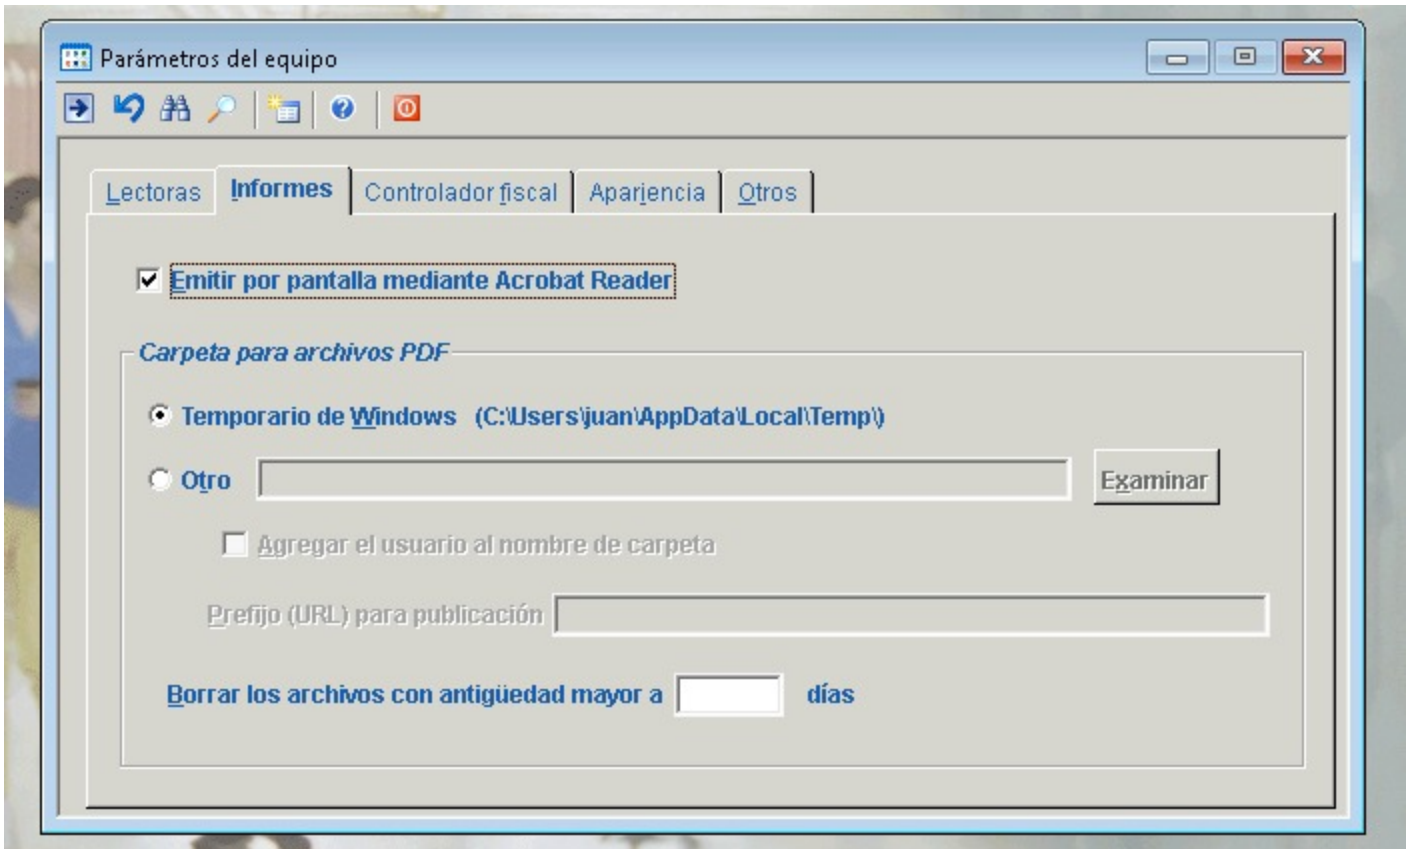 Parámetros del equipo
Lectoras Informes Controlador fiscal Apariencia Otros
Emitir por pantalla mediante Acrobat Reader
Carpeta para archivos PDF
Temporario de Windows (C:\Users\juan\AppData\Local\Temp\)
Otro Examinar
Agregar el usuario al nombre de carpeta
Prefijo (URL) para publicación
Borrar los archivos con antigüedad mayor a días